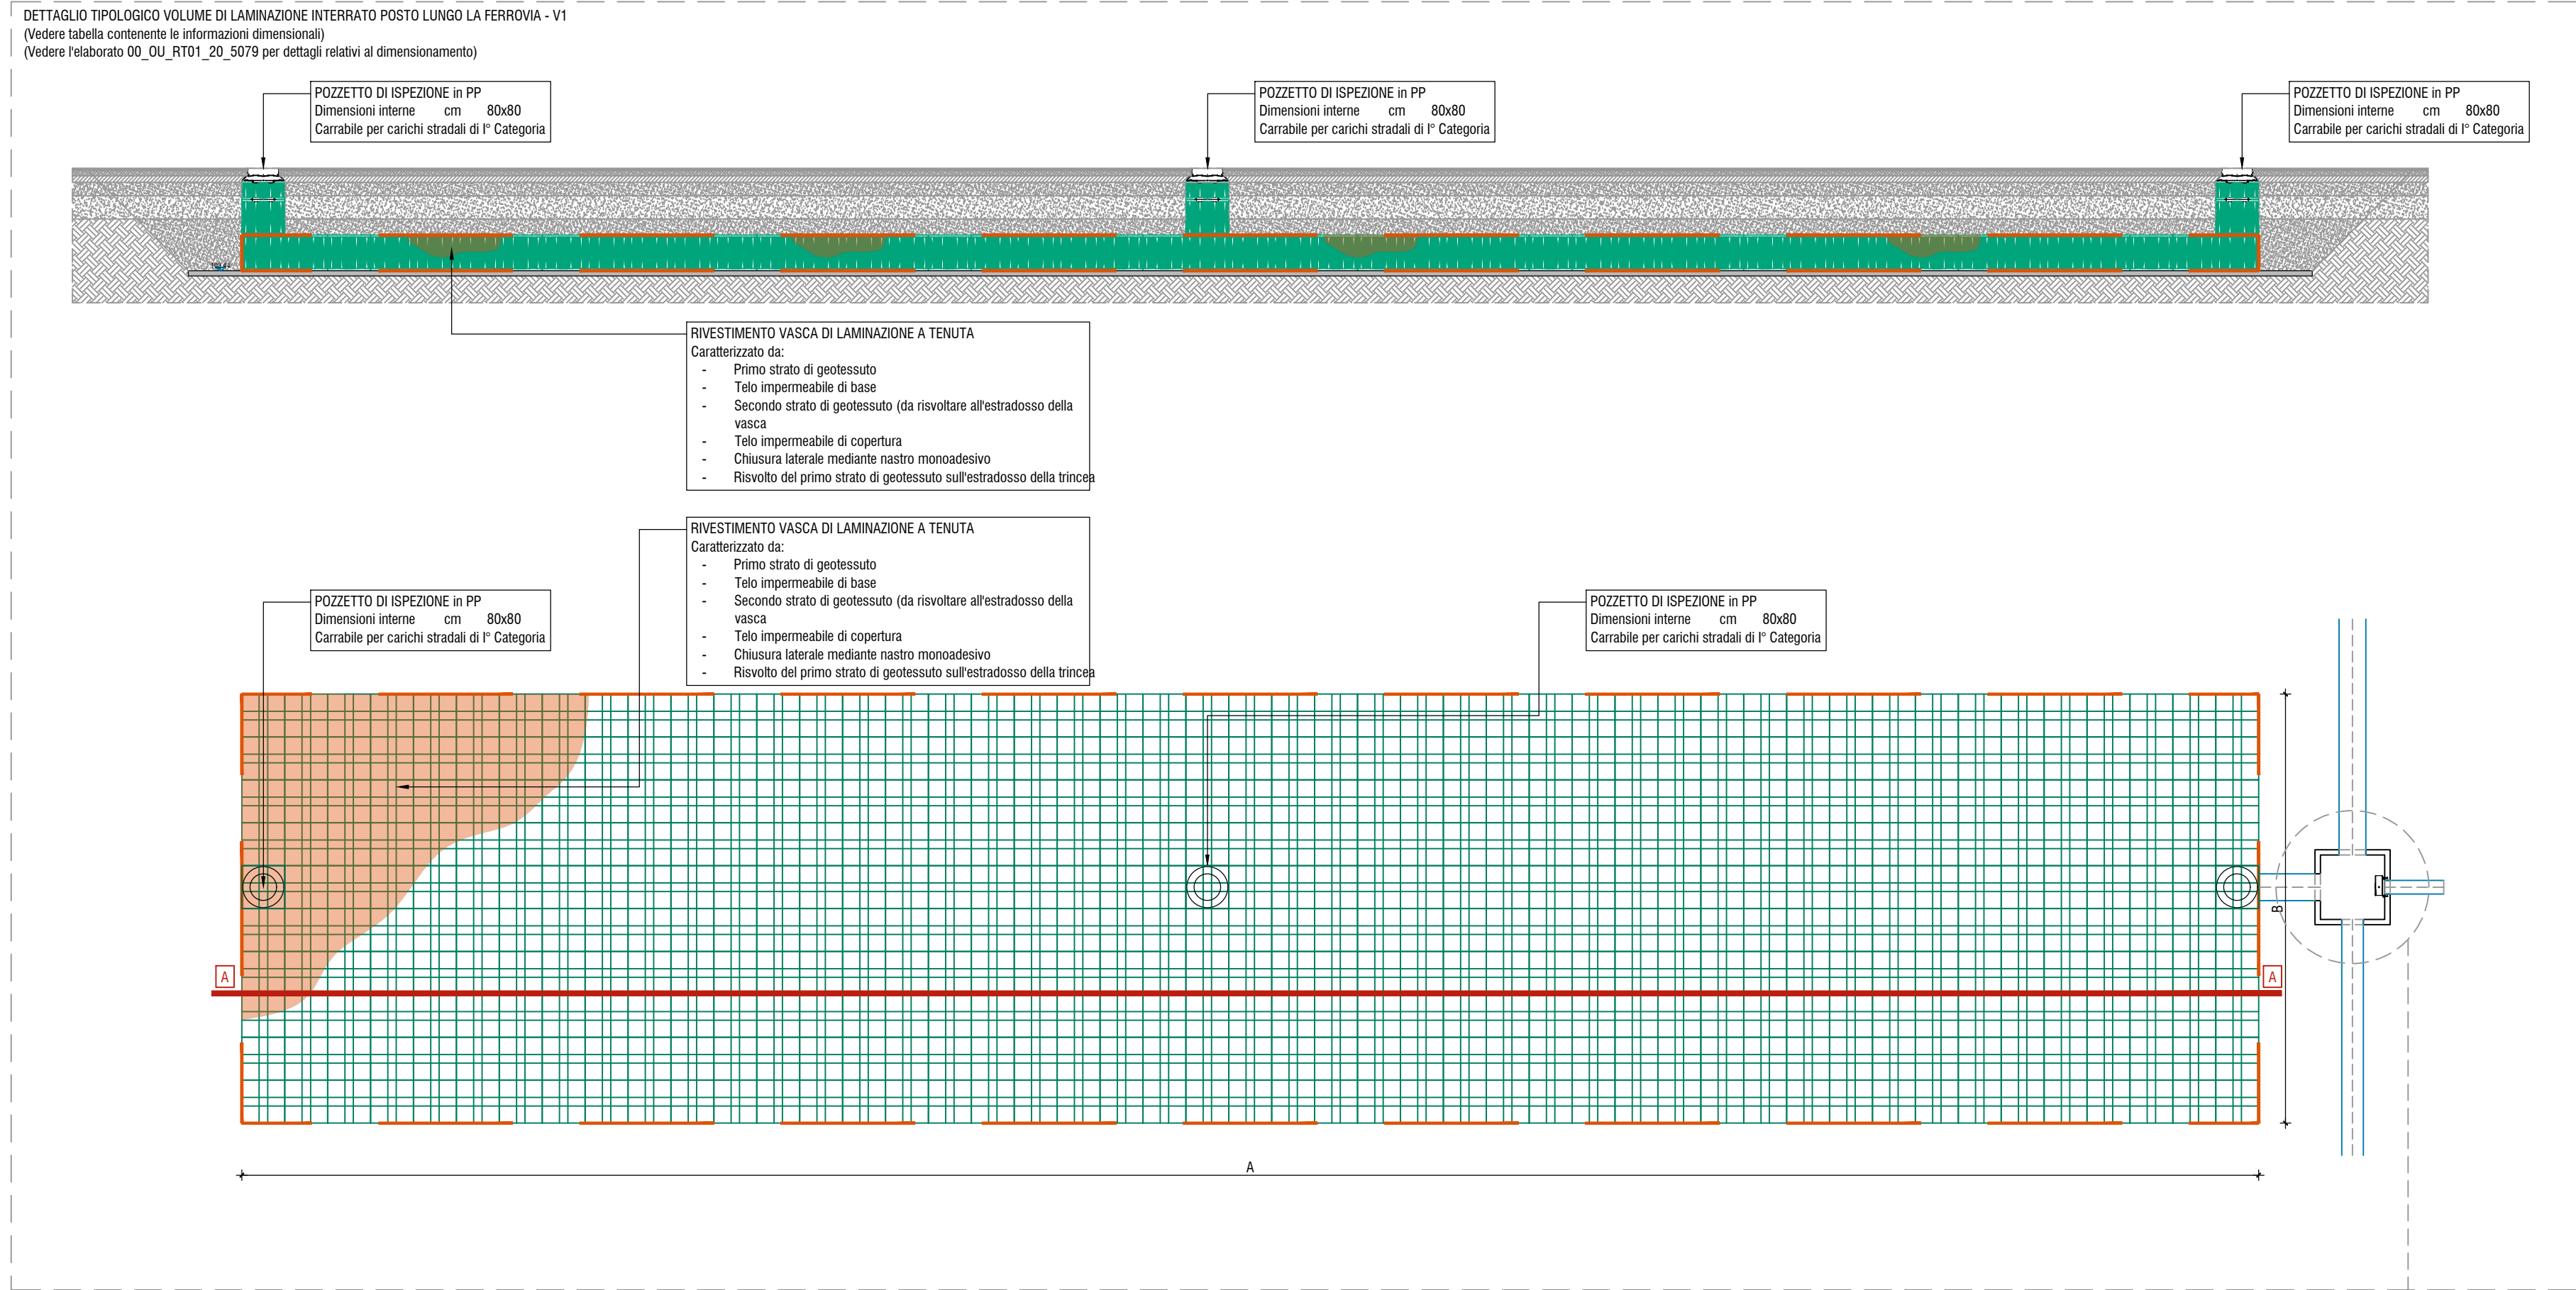 DETTAGLIO TIPOLOGICO VOLUME DI LAMINAZIONE INTERRATO POSTO LUNGO LA FERROVIA - V1
(Vedere tabella contenente le informazioni dimensionali)
(Vedere l'elaborato 00_OU_RT01_20_5079 per dettagli relativi al dimensionamento)
POZZETTO DI ISPEZIONE in PP
Dimensioni interne cm 80x80
Carrabile per carichi stradali di I° Categoria
POZZETTO DI ISPEZIONE in PP
Dimensioni interne cm 80x80
Carrabile per carichi stradali di I° Categoria
POZZETTO DI ISPEZIONE in PP
Dimensioni interne cm 80x80
Carrabile per carichi stradali di I° Categoria
RIVESTIMENTO VASCA DI LAMINAZIONE A TENUTA
Caratterizzato da:
- Primo strato di geotessuto
- Telo impermeabile di base
- Secondo strato di geotessuto (da risvoltare all'estradosso della
vasca
- Telo impermeabile di copertura
- Chiusura laterale mediante nastro monoadesivo
- Risvolto del primo strato di geotessuto sull'estradosso della trincea
RIVESTIMENTO VASCA DI LAMINAZIONE A TENUTA
Caratterizzato da:
- Primo strato di geotessuto
- Telo impermeabile di base
- Secondo strato di geotessuto (da risvoltare all'estradosso della
vasca
- Telo impermeabile di copertura
- Chiusura laterale mediante nastro monoadesivo
- Risvolto del primo strato di geotessuto sull'estradosso della trincea
POZZETTO DI ISPEZIONE in PP
Dimensioni interne cm 80x80
Carrabile per carichi stradali di I° Categoria
POZZETTO DI ISPEZIONE in PP
Dimensioni interne cm 80x80
Carrabile per carichi stradali di I° Categoria
B
A
A
A